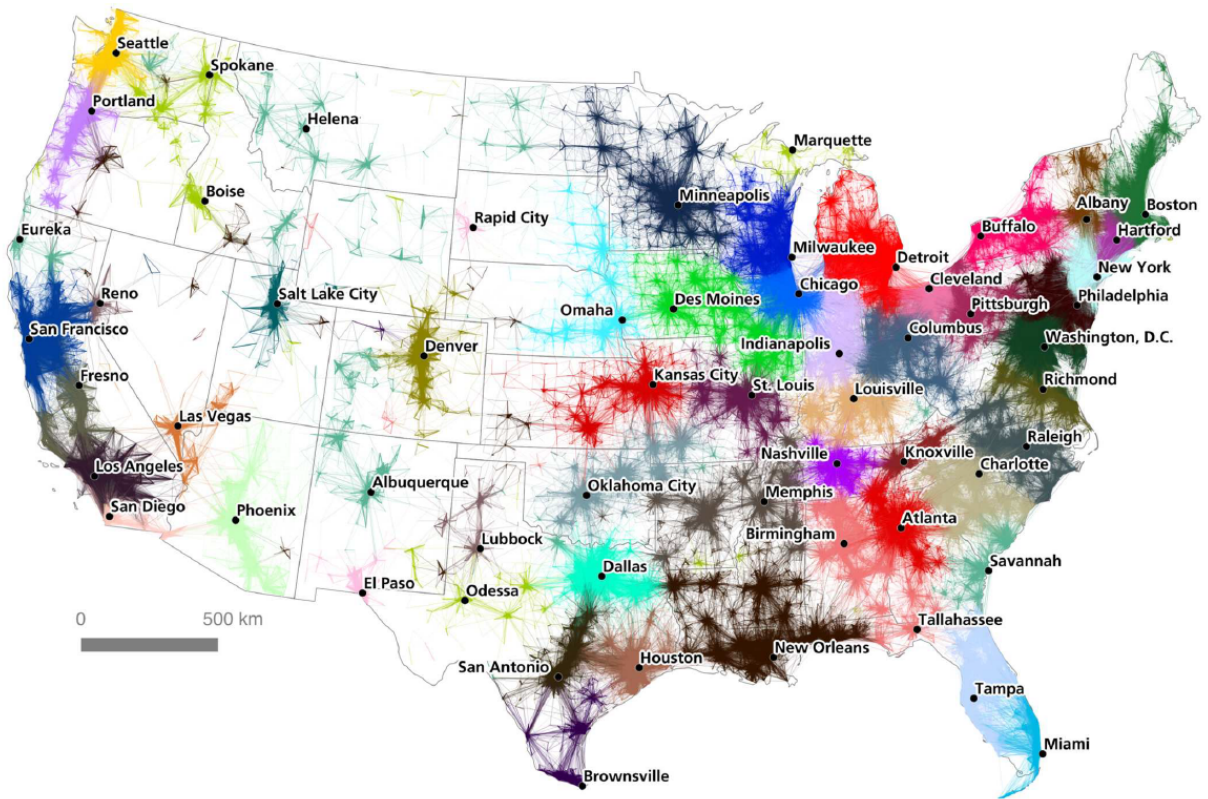 Seattle
Spokane
Portland
Helena
Marquette
Boise
Minneapolis
Rapid City
Albany
Boston
Buffalo
Hartford
Eureka
Milwaukee
Detroit
New York
Cleveland
Reno
Salt Lake City
Des Moines
Chicago
Pittsburgh
Philadelphia
Omaha
San Francisco
Columbus
Washington, D.C.
Indianapolis
Denver
Fresno
Kansas City
St. Louis
Louisville
Richmond
Las Vegas
Raleigh
Nashville
Knoxville
Los Angeles
Charlotte
Albuquerque
Oklahoma City
Memphis
San Diego
Phoenix
Atlanta
Birmingham
Lubbock
Savannah
Dallas
El Paso
Odessa
0 500 km
Tallahassee
New Orleans
Houston
San Antonio
Tampa
Miami
Brownsville